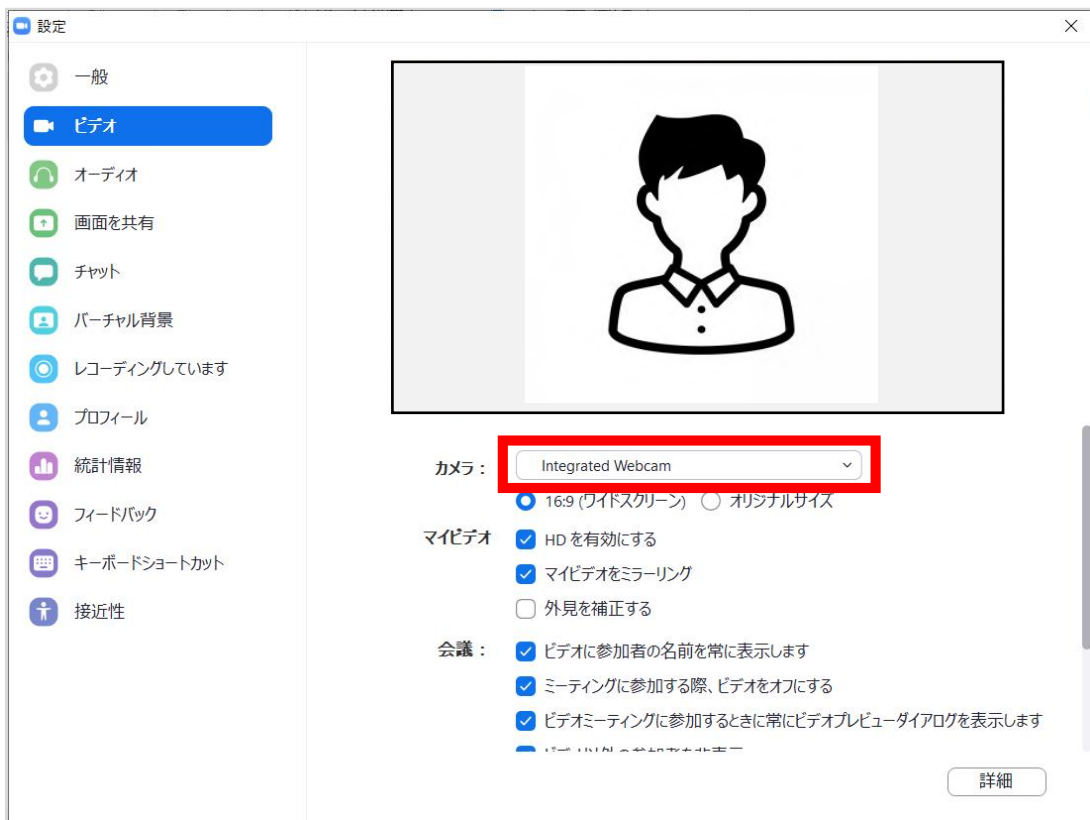 設定
一般
ビデオ
オーディオ
画面を共有
チャット
バーチャル背景
レコーディングしています
プロフィール
統計情報
フィードバック
キーボードショートカット
接近性
カメラ： Integrated Webcam
16:9 (ワイドスクリーン) オリジナルサイズ
マイビデオ HD を有効にする
マイビデオをミラーリング
外見を補正する
会議： ビデオに参加者の名前を常に表示します
ミーティングに参加する際、ビデオをオフにする
ビデオミーティングに参加するときに常にビデオプレビューダイアログを表示します
詳細